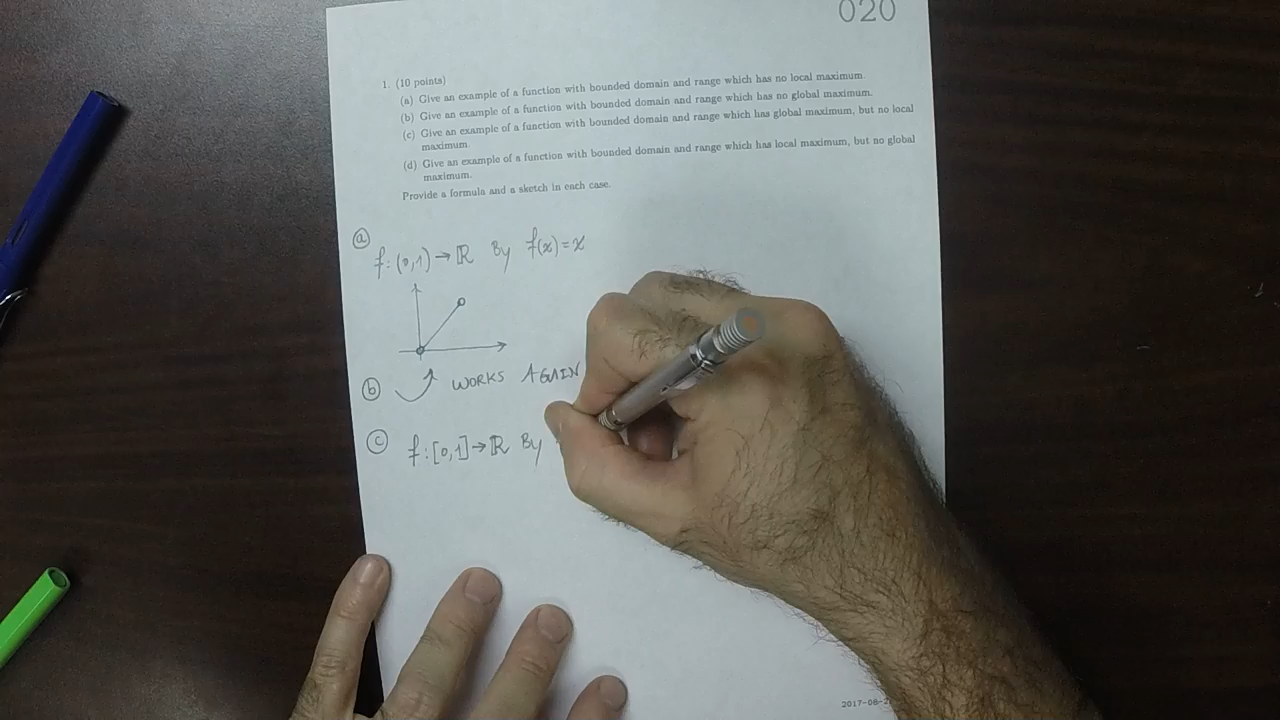 020
1. (10 points)
(a) Give an example of a function with bounded domain and range which has no local maximum.
(b) Give an example of a function with bounded domain and range which has no global maximum.
(c) Give an example of a function with bounded domain and range which has global maximum, but no local
maximum.
(d) Give an example of a function with bounded domain and range which has local maximum, but no global
maximum.
Provide a formula and a sketch in each case.
ⓐ
f:(0,1)→ℝ By f(x)=x
ⓑ WORKS AGAIN
ⓒ f:[0,1]→ℝ By
2017-08-2